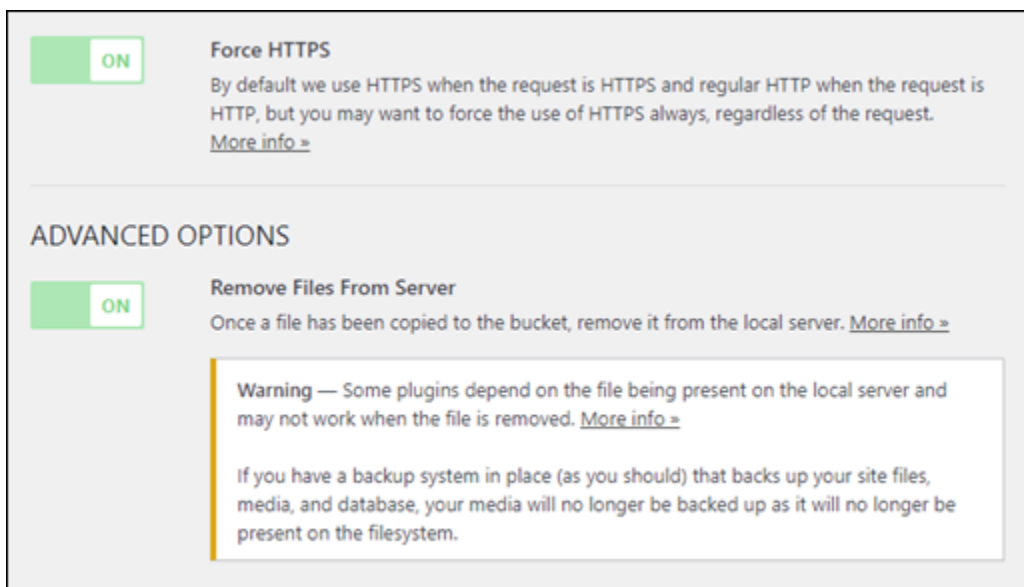 ON
Force HTTPS
By default we use HTTPS when the request is HTTPS and regular HTTP when the request is
HTTP, but you may want to force the use of HTTPS always, regardless of the request.
More info »
ADVANCED OPTIONS
ON
Remove Files From Server
Once a file has been copied to the bucket, remove it from the local server. More info »
Warning — Some plugins depend on the file being present on the local server and
may not work when the file is removed. More info »
If you have a backup system in place (as you should) that backs up your site files,
media, and database, your media will no longer be backed up as it will no longer be
present on the filesystem.